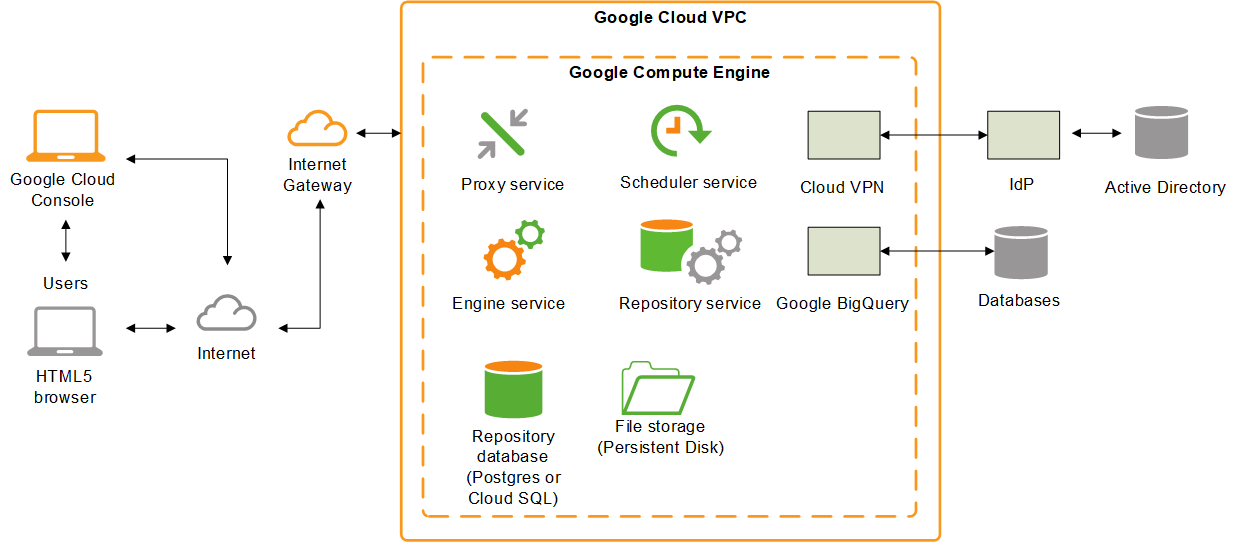 Google Cloud VPC
Google Compute Engine
Google Cloud
Console
Users
HTML5
browser
Internet
Internet
Gateway
Proxy service
Scheduler service
Cloud VPN
IdP
Active Directory
Engine service
Repository service
Google BigQuery
Databases
Repository
database
(Postgres or
Cloud SQL)
File storage
(Persistent Disk)